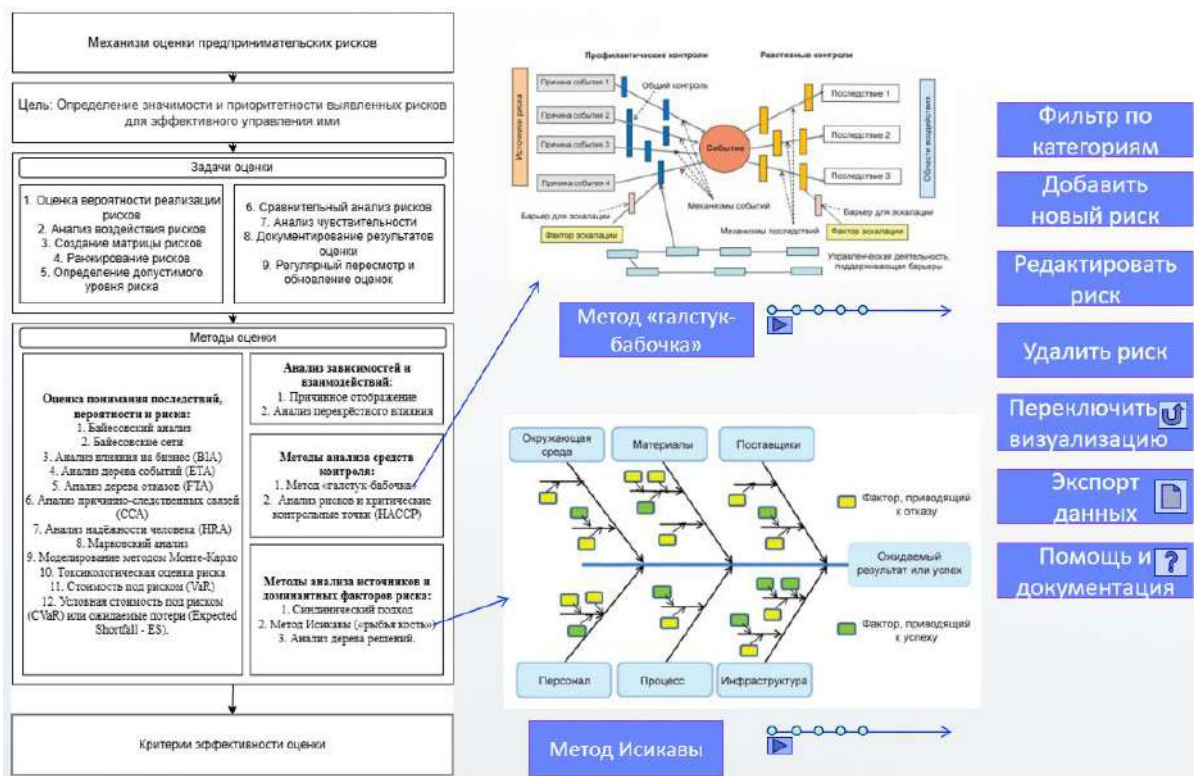 Механизм оценки предпринимательских рисков
Цель: Определение значимости и приоритетности выявленных рисков
для эффективного управления ими
Задачи оценки
1. Оценка вероятности реализации
рисков
2. Анализ воздействия рисков
Создание матрицы рисков
4. Ранжирование рисков
5. Определение допустимого
уровня риска
6. Сравнительный анализ рисков
7. Анализ чувствительности
8. Документирование результатов
оценки
9. Регулярный пересмотр и
обновление оценок
Методы оценки
Оценка понимания последствий,
вероятности и риска:
1. Байесовский анализ
2. Байесовские сети
3. Анализ влияния на бизнес (BIA)
4. Анализ дерева событий (ETA)
5. Анализ дерева отказов (FTA)
6. Анализ причинно-следственных связей
(CCA)
7. Анализ надёжности человека (HRA)
8. Марковский анализ
9. Моделирование методом Монте-Карло
10. Токсикологическая оценка риска
11. Стоимость под риском (VaR)
12. Условная стоимость под риском
(CVaR) или ожидаемые потери (Expected
Shortfall - ES).
Анализ зависимостей и
взаимодействий:
1. Причинное отображение
2. Анализ перекрёстного влияния
Методы анализа средств
контроля:
1. Метод «галстук-бабочка»
2. Анализ рисков и критические
контрольные точки (HACCP)
Методы анализа источников и
доминантных факторов риска:
1. Синдинический подход
2. Метод Исикавы («рыбья кость»)
3. Анализ дерева решений.
Критерии эффективности оценки
Профилактические контроли
Реактивные контроли
Источники риска
Причина события 1
Причина события 2
Причина события 3
Причина события 4
Общий контроль
Событие
Последствие 1
Последствие 2
Последствие 3
Области воздействия
Барьер для эскалации
Механизмы событий
Барьер для эскалации
Фактор эскалации
Механизмы последствий
Фактор эскалации
Управленческая деятельность,
поддерживающая барьеры
Метод «галстук-
бабочка»
Окружающая
среда
Материалы
Поставщики
Фактор, приводящий
к отказу
Ожидаемый
результат или успех
Фактор, приводящий
к успеху
Персонал
Процесс
Инфраструктура
Метод Исикавы
Фильтр по
категориям
Добавить
новый риск
Редактировать
риск
Удалить риск
Переключить
визуализацию
Экспорт
данных
Помощь и ?
документация